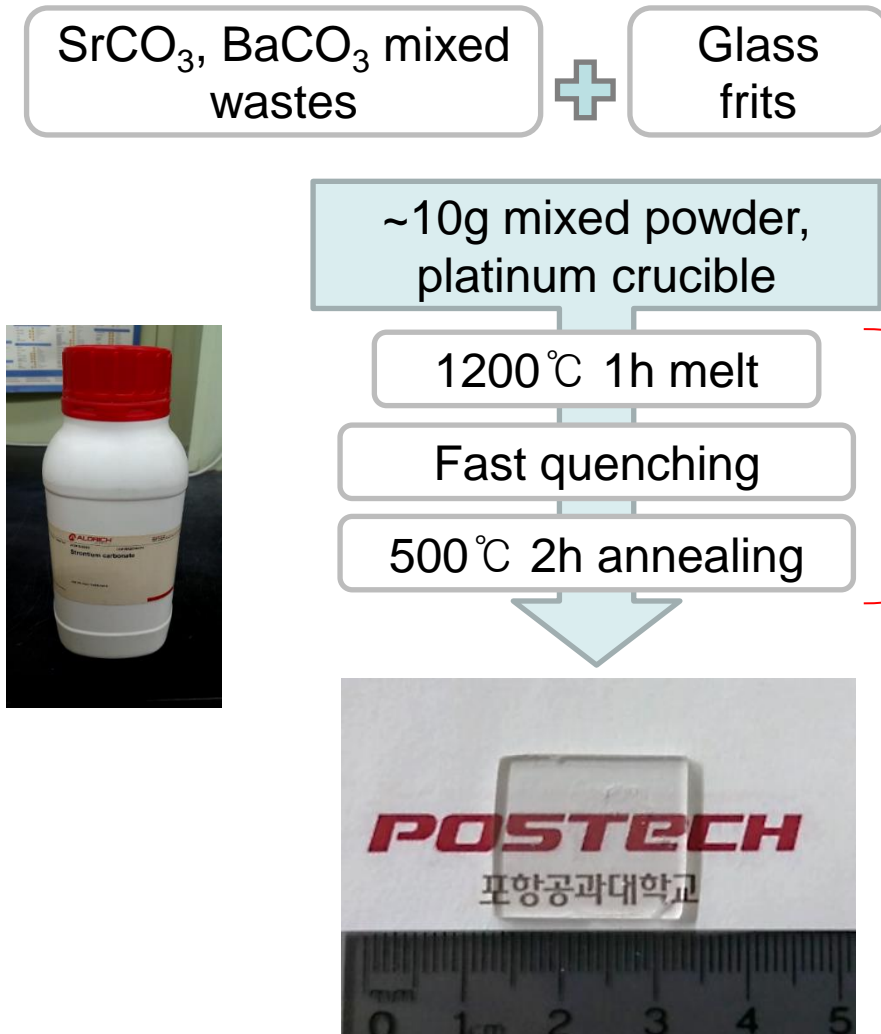 SrCO₃, BaCO₃ mixed
wastes
Glass
frits
~10g mixed powder,
platinum crucible
1200℃ 1h melt
Fast quenching
500℃ 2h annealing
ALDRICH
Strontium carbonate
POSTECH
포항공과대학교
mm
0 1cm 2 3 4 5